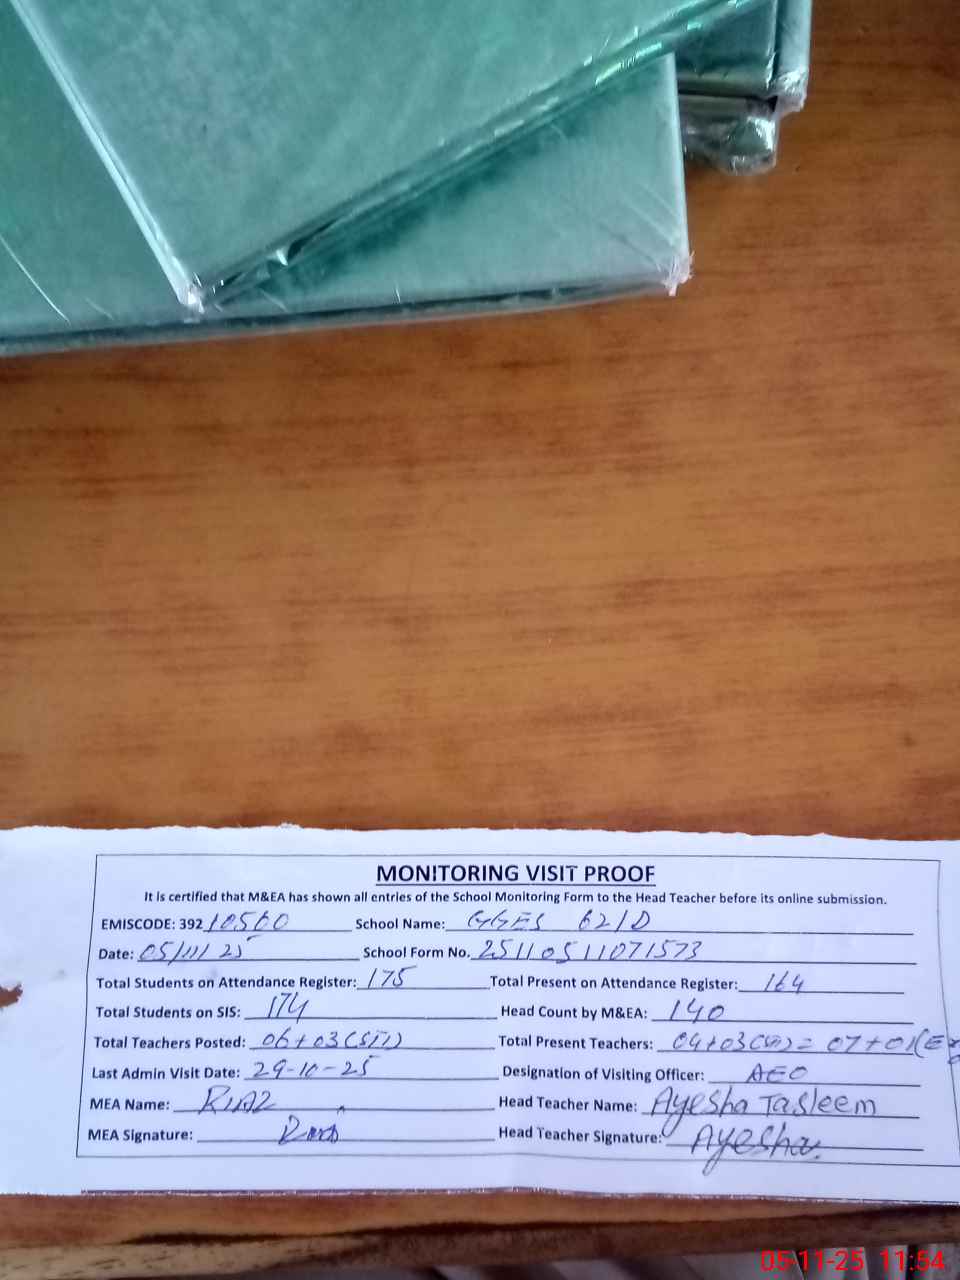 MONITORING VISIT PROOF
It is certified that M&EA has shown all entries of the School Monitoring Form to the Head Teacher before its online submission.
EMISCODE: 392 10560 School Name: GGES 62/D
Date: 05/11/25 School Form No. 25110511071573
Total Students on Attendance Register: 175 Total Present on Attendance Register: 164
Total Students on SIS: 174 Head Count by M&EA: 140
Total Teachers Posted: 06+03(STI) Total Present Teachers: 04+03 = 07+01
Last Admin Visit Date: 29-10-25 Designation of Visiting Officer: AEO
MEA Name: RIAZ Head Teacher Name: Ayesha Tasleem
MEA Signature: Head Teacher Signature: Ayesha
05-11-25 11:54